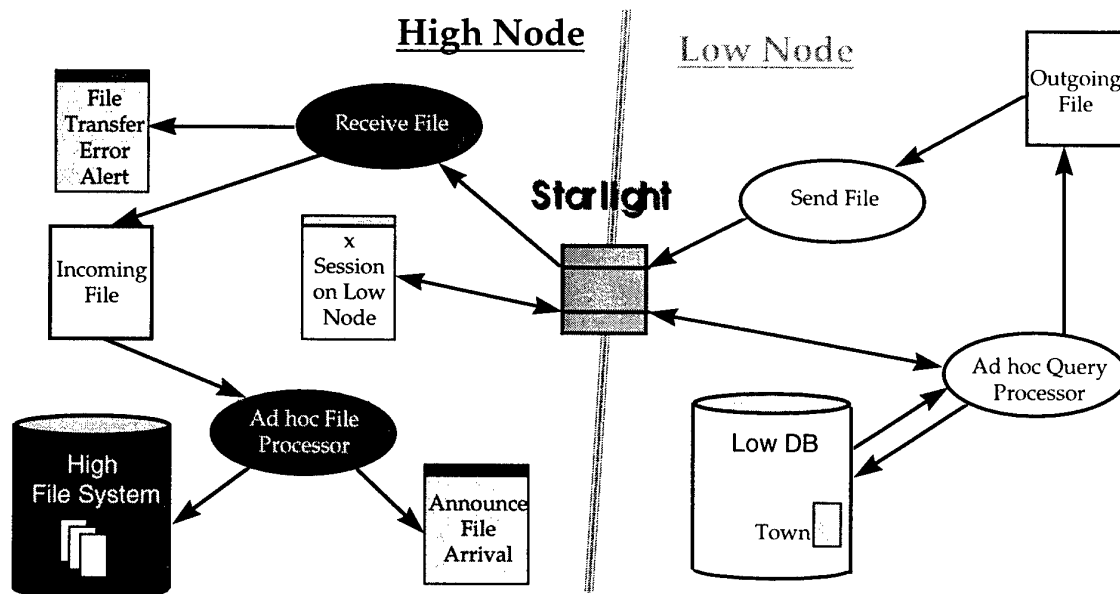 High Node
Low Node
File
Transfer
Error
Alert
Receive File
Outgoing
File
Starlight
Send File
Incoming
File
x
Session
on Low
Node
Ad hoc Query
Processor
Ad hoc File
Processor
High
File System
Announce
File
Arrival
Low DB
Town